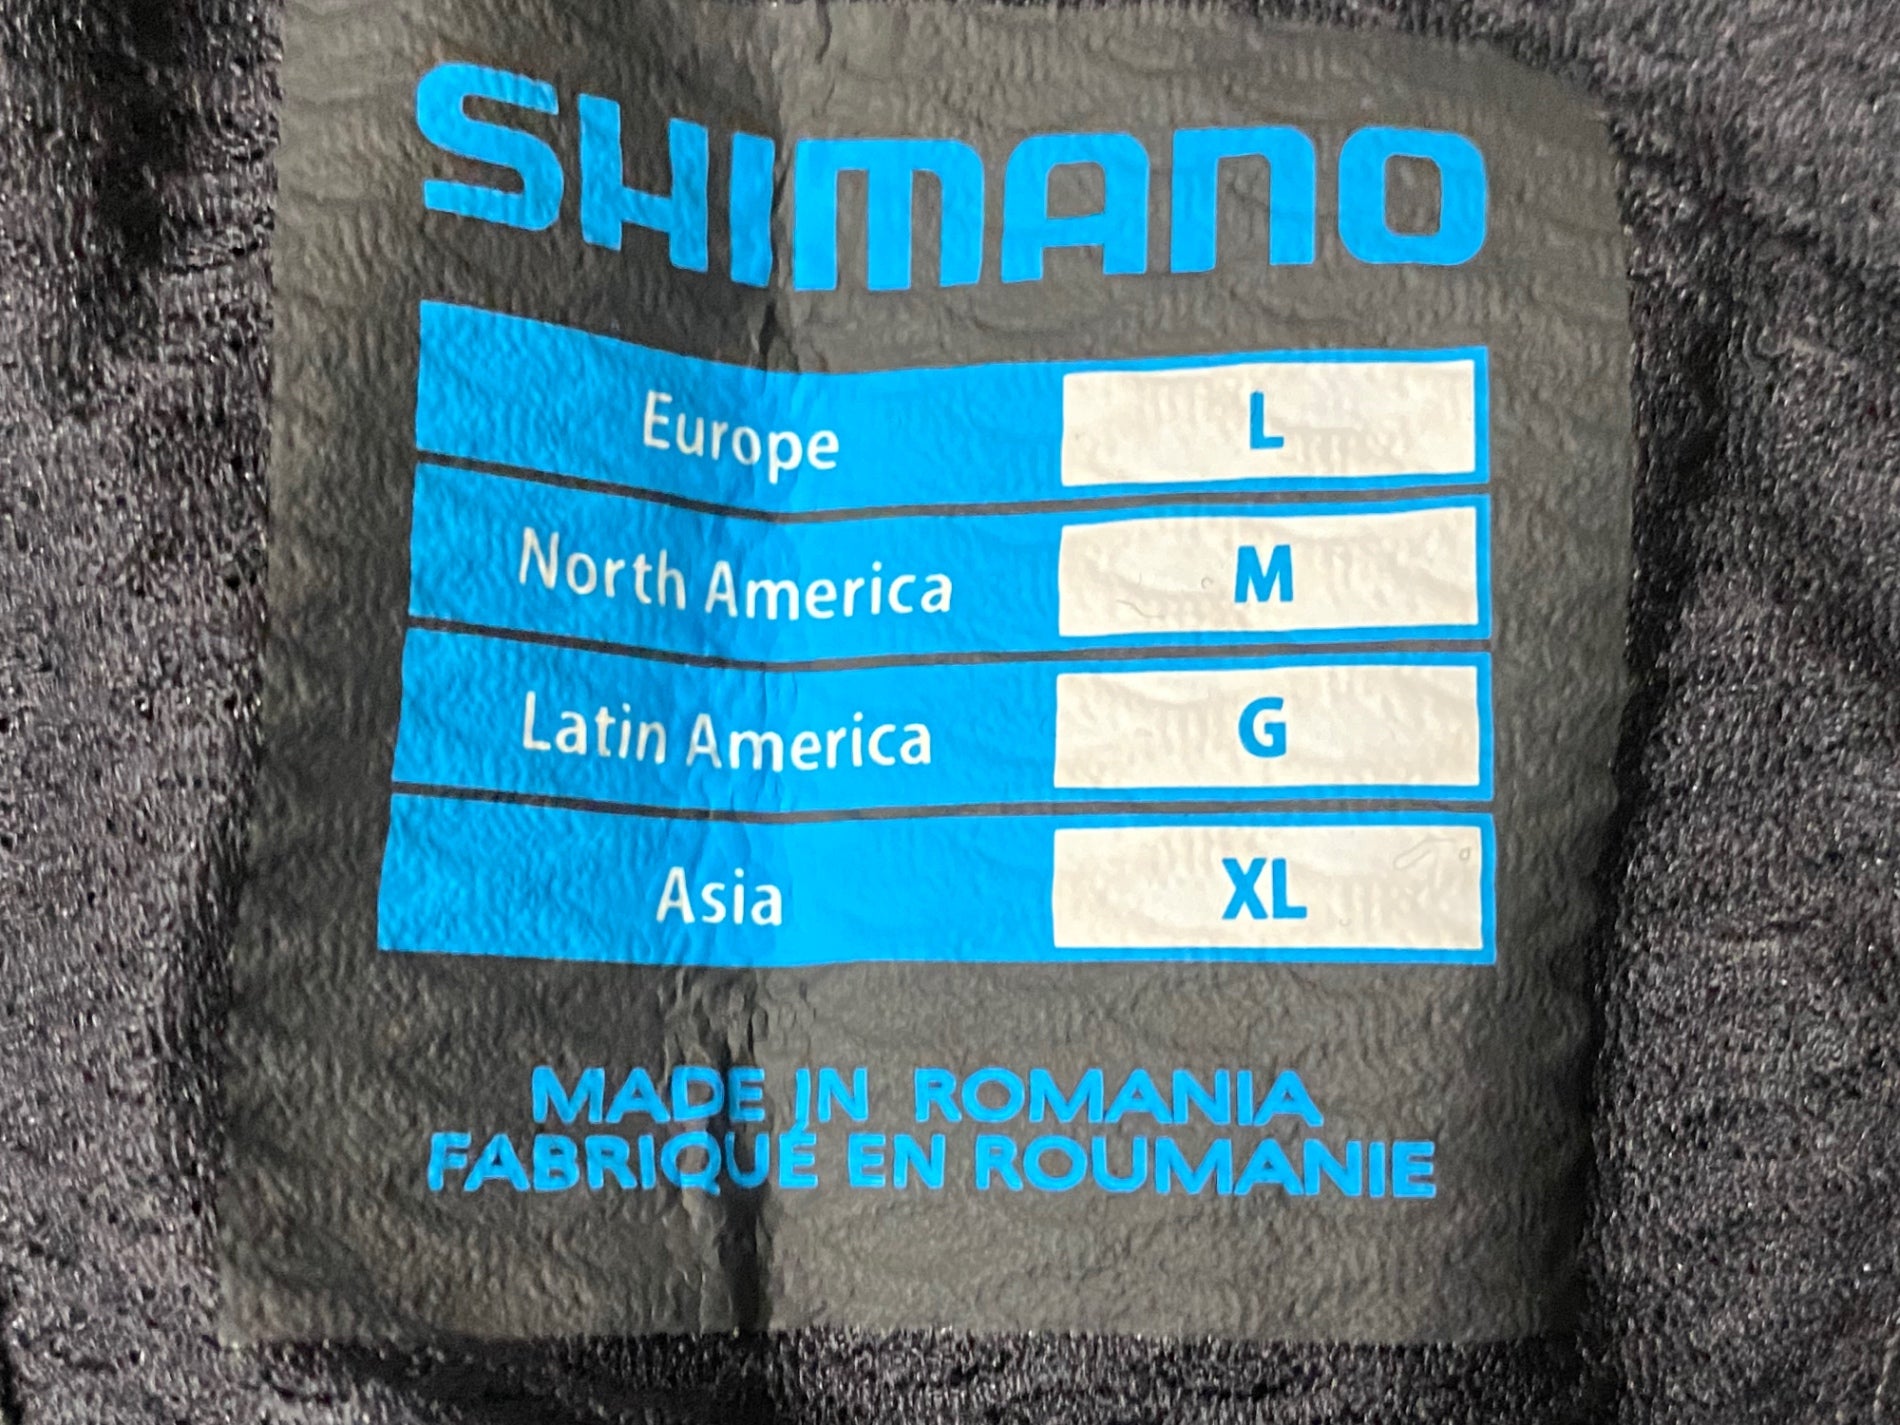 SHIMANO
Europe L
North America M
Latin America G
Asia XL
MADE IN ROMANIA
FABRIQUÉ EN ROUMANIE